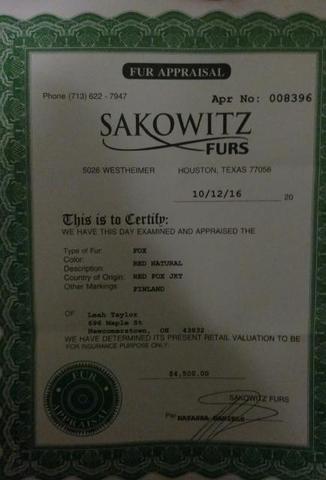 FUR APPRAISAL
Phone (713) 622 - 7947
Apr No: 008396
SAKOWITZ
FURS
5026 WESTHEIMER HOUSTON, TEXAS 77056
10/12/16 20
This is to Certify:
WE HAVE THIS DAY EXAMINED AND APPRAISED THE
Type of Fur: FOX
Color: RED NATURAL
Description: RED FOX JKT
Country of Origin: FINLAND
Other Markings
OF Leah Taylor
696 Maple St
Newcomerstown, OH 43832
WE HAVE DETERMINED ITS PRESENT RETAIL VALUATION TO BE
FOR INSURANCE PURPOSE ONLY
$4,500.00
SAKOWITZ FURS
Per
FUR
APPRAISAL